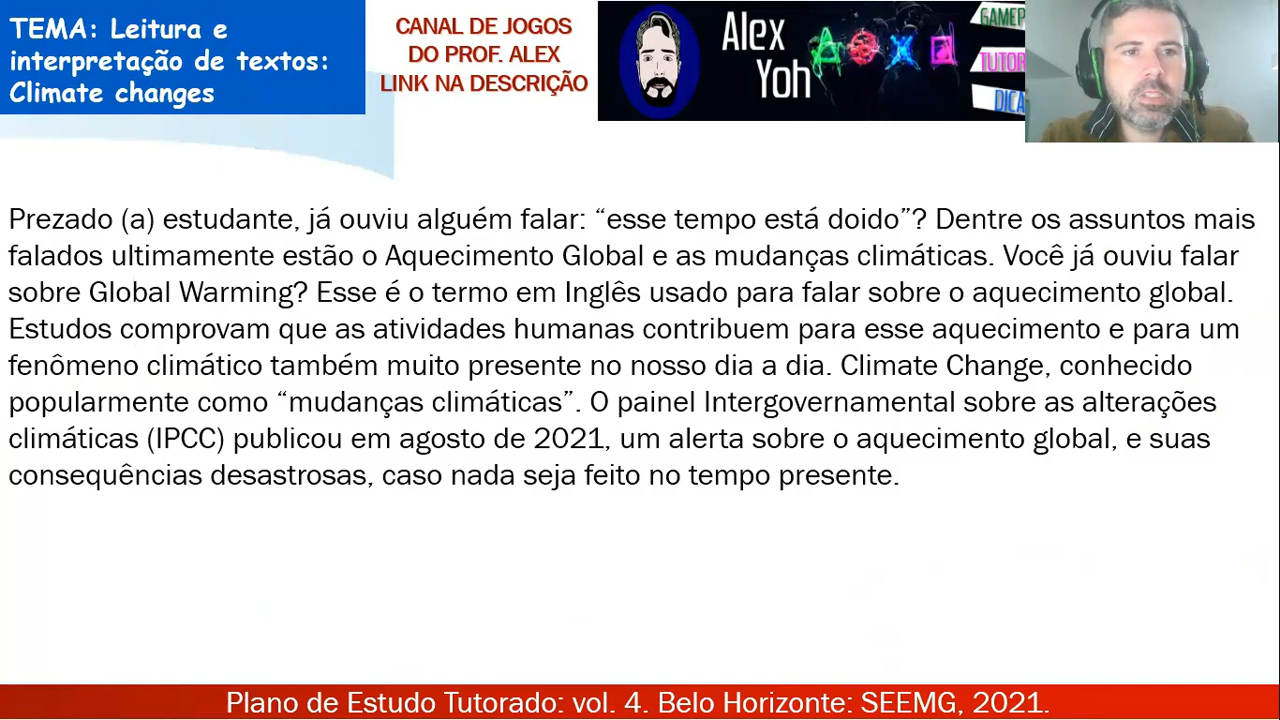 TEMA: Leitura e
interpretação de textos:
Climate changes
CANAL DE JOGOS
DO PROF. ALEX
LINK NA DESCRIÇÃO
Alex
Yoh
Prezado (a) estudante, já ouviu alguém falar: “esse tempo está doido”? Dentre os assuntos mais
falados ultimamente estão o Aquecimento Global e as mudanças climáticas. Você já ouviu falar
sobre Global Warming? Esse é o termo em Inglês usado para falar sobre o aquecimento global.
Estudos comprovam que as atividades humanas contribuem para esse aquecimento e para um
fenômeno climático também muito presente no nosso dia a dia. Climate Change, conhecido
popularmente como “mudanças climáticas”. O painel Intergovernamental sobre as alterações
climáticas (IPCC) publicou em agosto de 2021, um alerta sobre o aquecimento global, e suas
consequências desastrosas, caso nada seja feito no tempo presente.
Plano de Estudo Tutorado: vol. 4. Belo Horizonte: SEEMG, 2021.